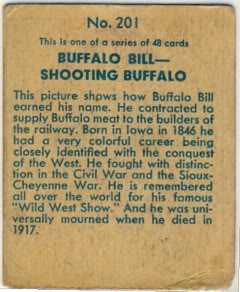 No. 201
This is one of a series of 48 cards
BUFFALO BILL—
SHOOTING BUFFALO
This picture shows how Buffalo Bill
earned his name. He contracted to
supply Buffalo meat to the builders of
the railway. Born in Iowa in 1846 he
had a very colorful career being
closely identified with the conquest
of the West. He fought with distinc-
tion in the Civil War and the Sioux-
Cheyenne War. He is remembered
all over the world for his famous
"Wild West Show." And he was uni-
versally mourned when he died in
1917.